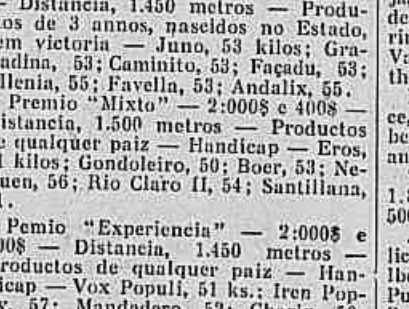 – Distancia, 1.450 metros — Produ-
os de 3 annos, nascidos no Estado,
em victoria — Juno, 53 kilos; Gra-
adina, 53; Caminito, 53; Façadu, 53;
llenia, 55; Favella, 53; Andalix, 55.
Premio "Mixto" — 2:000$ e 400$ —
istancia, 1.500 metros — Productos
e qualquer paiz — Handicap — Eros,
1 kilos; Gondoleiro, 50; Boer, 53; Ne-
uen, 56; Rio Claro II, 54; Santillana,
1.
Pemio "Experiencia" — 2:000$ e
00$ — Distancia, 1.450 metros —
roductos de qualquer paiz — Han-
icap — Vox Populi, 51 ks.; Iren Pop-
57; Mandadero, 52;